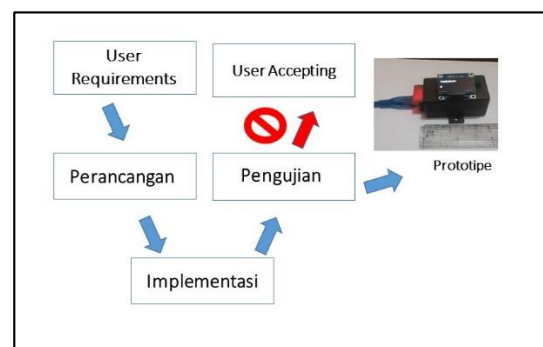 User
Requirements
User Accepting
Perancangan
Pengujian
Prototipe
Implementasi